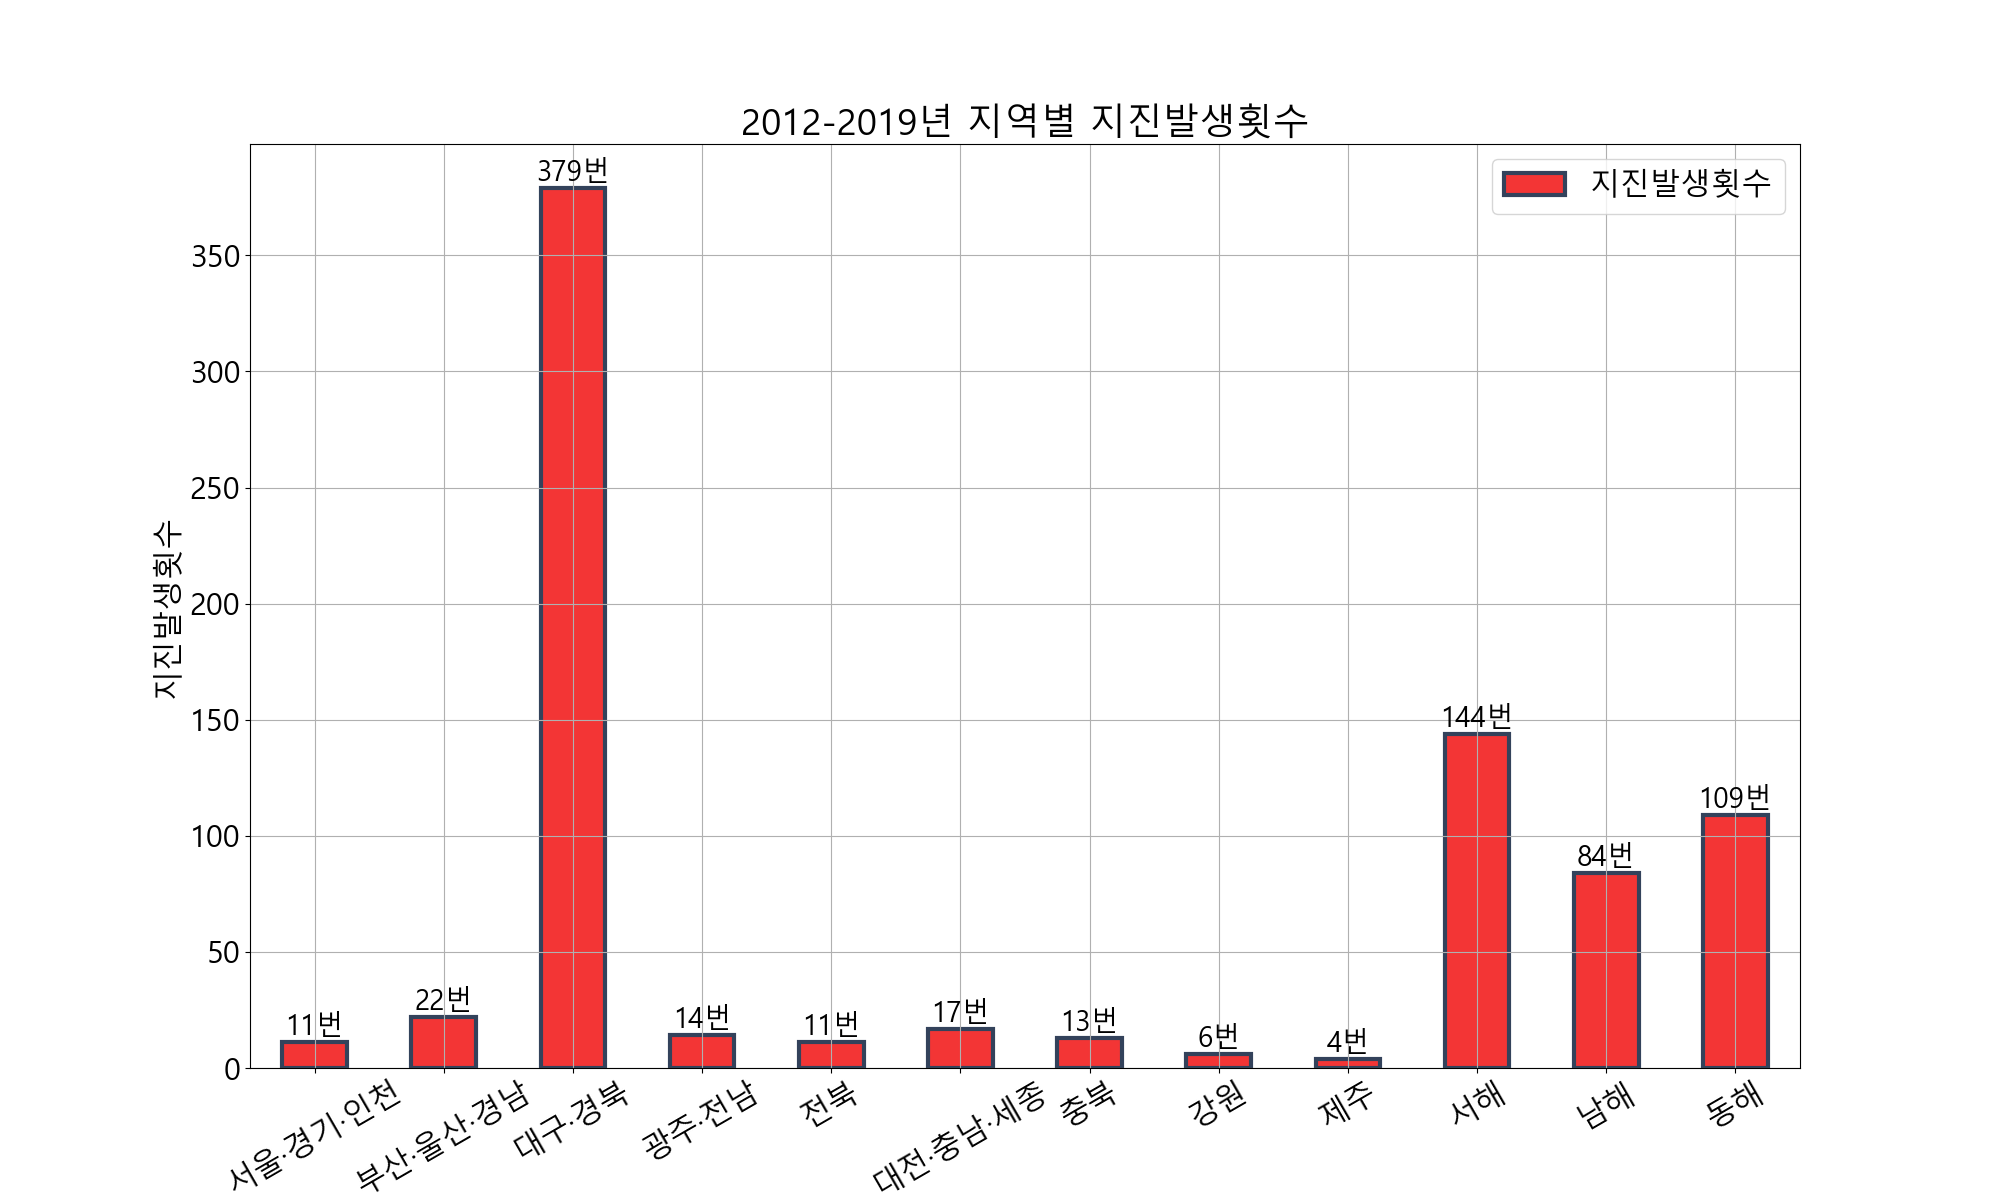 2012-2019년 지역별 지진발생횟수
지진발생횟수
지진발생횟수
350
300
250
200
150
100
50
0
11번
22번
379번
14번
11번
17번
13번
6번
4번
144번
84번
109번
서울·경기·인천
부산·울산·경남
대구·경북
광주·전남
전북
대전·충남·세종
충북
강원
제주
서해
남해
동해